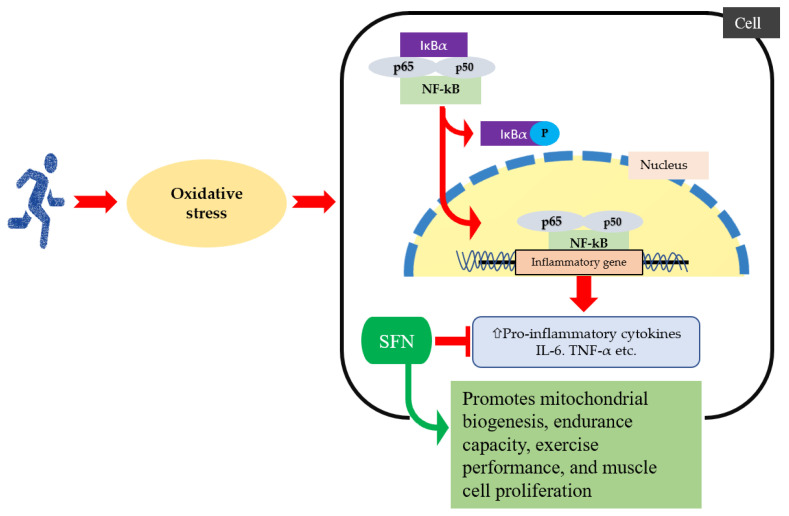 Cell
IκBα
p65
p50
NF-kB
IκBα
P
Nucleus
Oxidative
stress
p65
p50
NF-kB
Inflammatory gene
⇧Pro-inflammatory cytokines
IL-6. TNF-α etc.
SFN
Promotes mitochondrial
biogenesis, endurance
capacity, exercise
performance, and muscle
cell proliferation